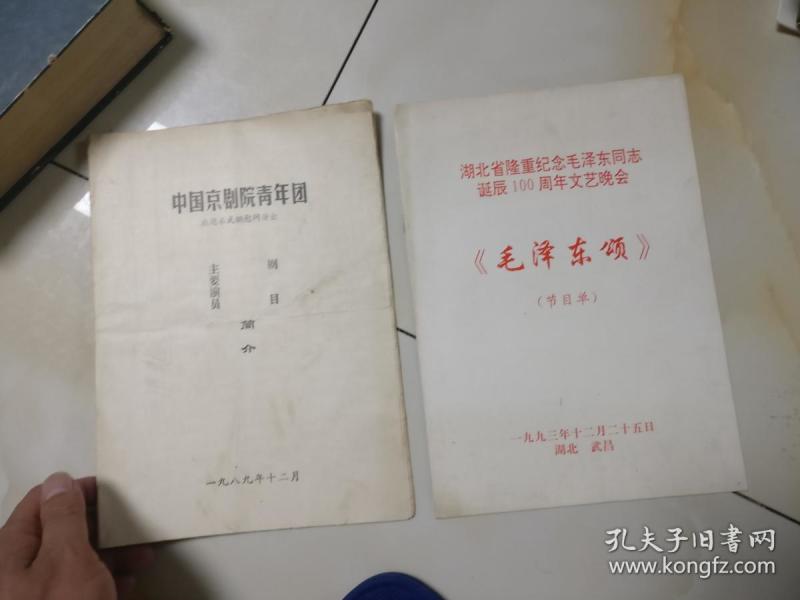 中国京剧院青年团
剧目
主要演员
简介
一九八九年十二月
湖北省隆重纪念毛泽东同志
诞辰100周年文艺晚会
《毛泽东颂》
（节目单）
一九九三年十二月二十五日
湖北 武昌
孔夫子旧书网
www.kongfz.com